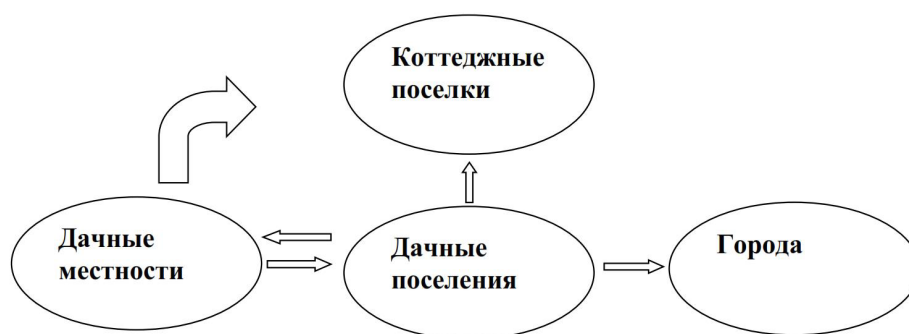 Коттеджные
поселки
Дачные
местности
Дачные
поселения
Города